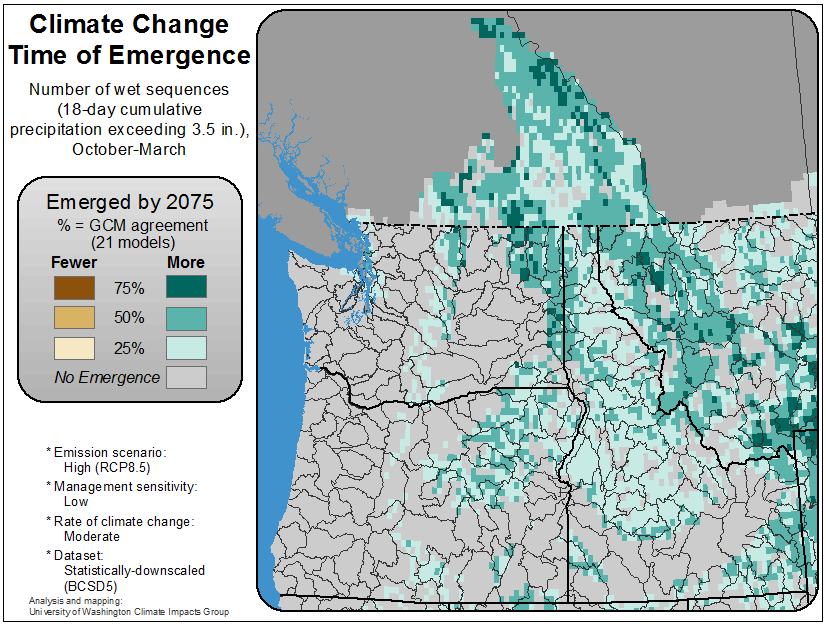 Climate Change
Time of Emergence
Number of wet sequences
(18-day cumulative
precipitation exceeding 3.5 in.),
October-March
Emerged by 2075
% = GCM agreement
(21 models)
Fewer More
75%
50%
25%
No Emergence
* Emission scenario:
High (RCP8.5)
* Management sensitivity:
Low
* Rate of climate change:
Moderate
* Dataset:
Statistically-downscaled
(BCSD5)
Analysis and mapping:
University of Washington Climate Impacts Group